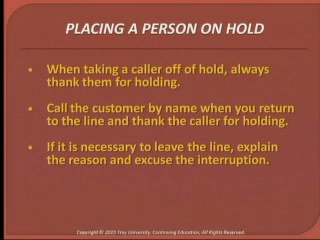 PLACING A PERSON ON HOLD
• When taking a caller off of hold, always
thank them for holding.
• Call the customer by name when you return
to the line and thank the caller for holding.
• If it is necessary to leave the line, explain
the reason and excuse the interruption.
Copyright © 2015 Troy University, Continuing Education, All Rights Reserved.